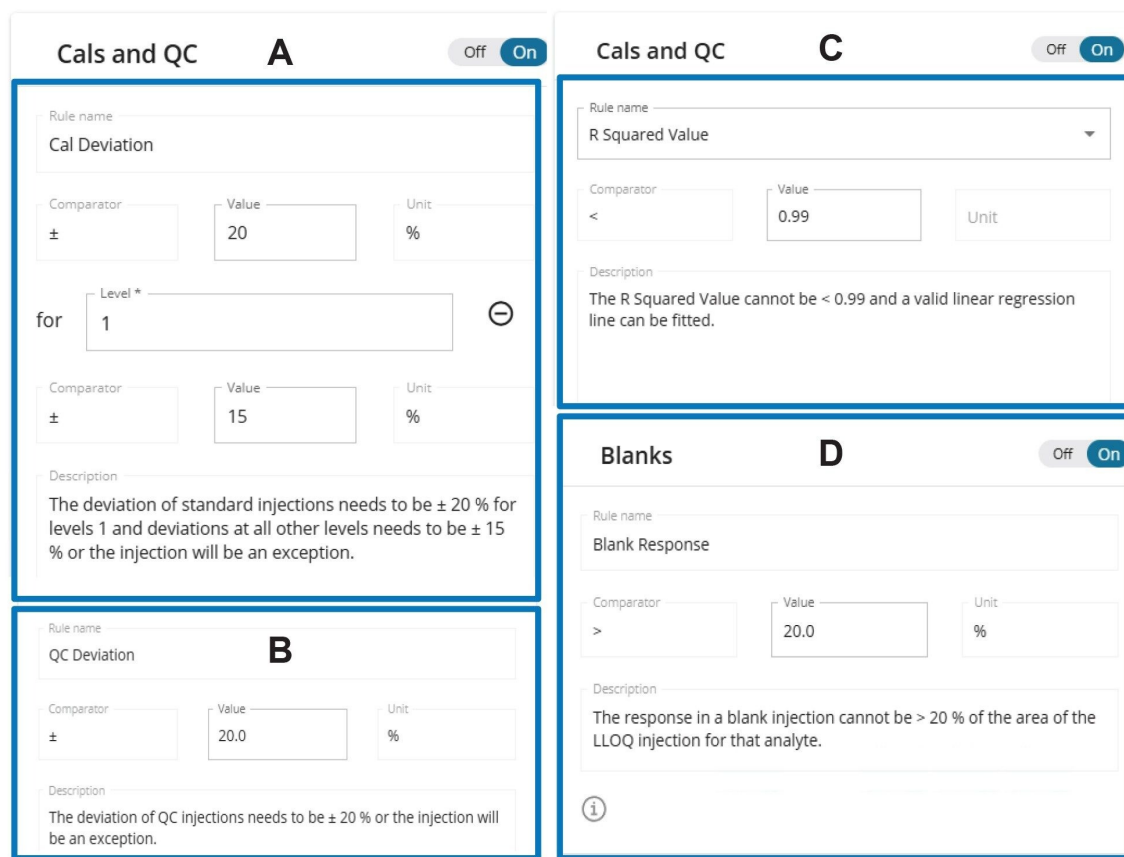 Cals and QC
A
Off On
Rule name
Cal Deviation
Comparator
±
Value
20
Unit
%
for
Level *
1
Comparator
±
Value
15
Unit
%
Description
The deviation of standard injections needs to be ± 20 % for
levels 1 and deviations at all other levels needs to be ± 15
% or the injection will be an exception.
Rule name
QC Deviation
B
Comparator
±
Value
20.0
Unit
%
Description
The deviation of QC injections needs to be ± 20 % or the injection will
be an exception.
Cals and QC
C
Off On
Rule name
R Squared Value
Comparator
<
Value
0.99
Unit
Description
The R Squared Value cannot be < 0.99 and a valid linear regression
line can be fitted.
Blanks
D
Off On
Rule name
Blank Response
Comparator
>
Value
20.0
Unit
%
Description
The response in a blank injection cannot be > 20 % of the area of the
LLOQ injection for that analyte.